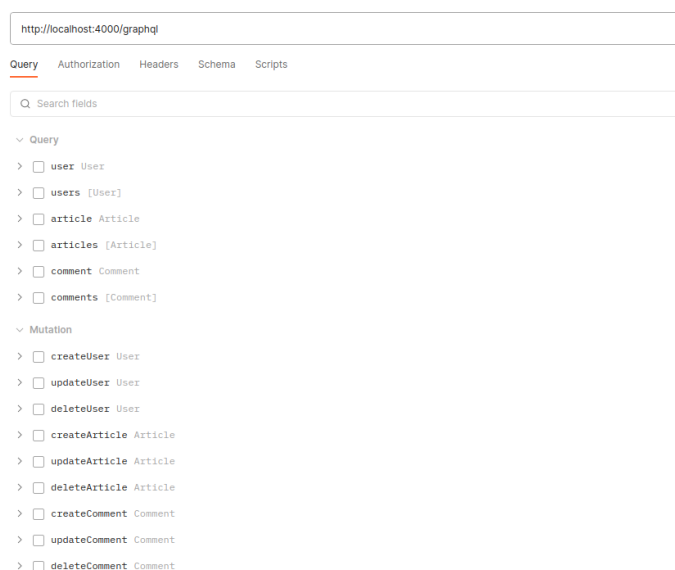 http://localhost:4000/graphql
Query Authorization Headers Schema Scripts
Search fields
Query
user User
users [User]
article Article
articles [Article]
comment Comment
comments [Comment]
Mutation
createUser User
updateUser User
deleteUser User
createArticle Article
updateArticle Article
deleteArticle Article
createComment Comment
updateComment Comment
deleteComment Comment